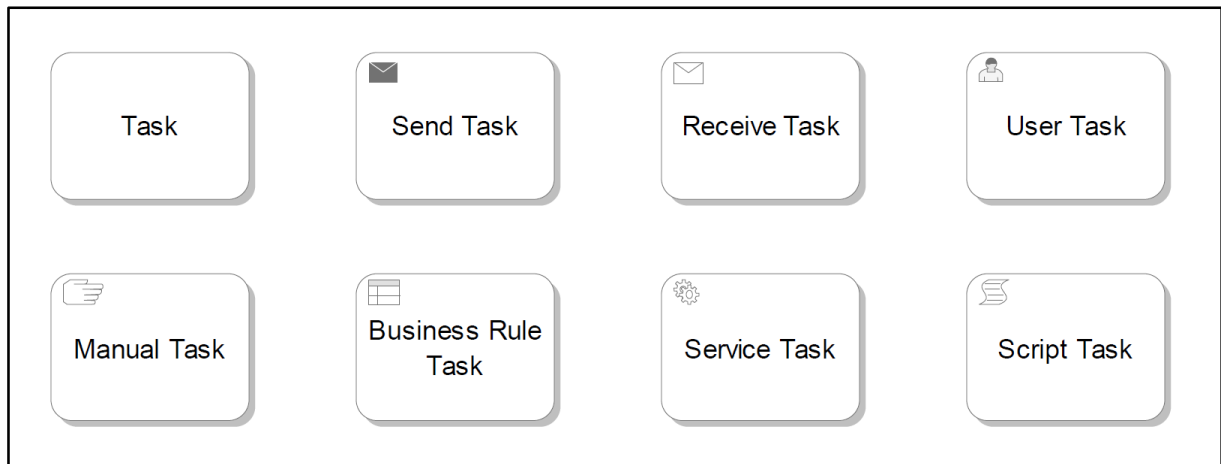 Task
Send Task
Receive Task
User Task
Manual Task
Business Rule
Task
Service Task
Script Task